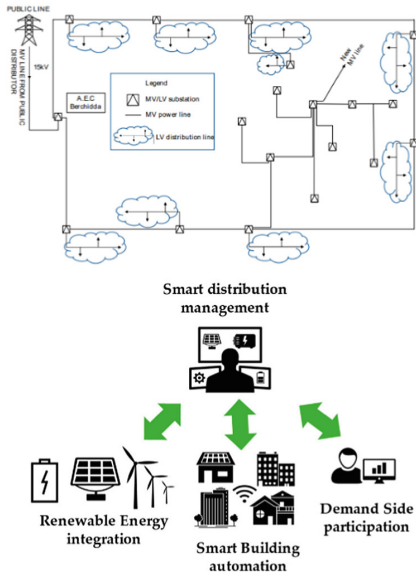 PUBLIC LINE
MV LINE FROM PUBLIC
DISTRIBUTOR
15kV
A.E.C
Berchidda
Legend
MV/LV substation
MV power line
LV distribution line
New
MV line
Smart distribution
management
Renewable Energy
integration
Smart Building
automation
Demand Side
participation